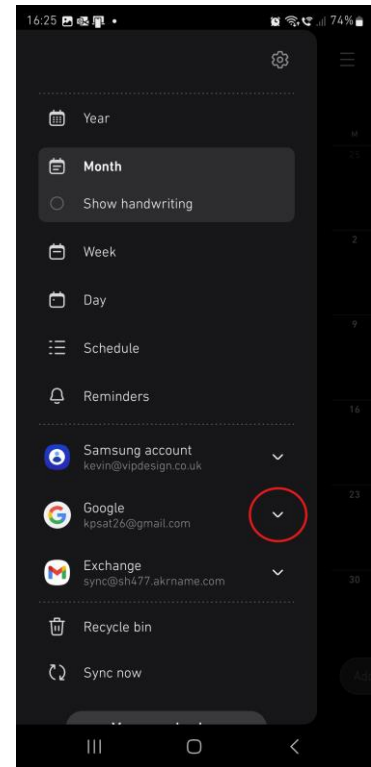 16:25 74%
Year
Month
Show handwriting
Week
Day
Schedule
Reminders
Samsung account
kevin@vipdesign.co.uk
Google
kpsat26@gmail.com
Exchange
sync@sh477.akrname.com
Recycle bin
Sync now
M
25
2
9
16
23
30